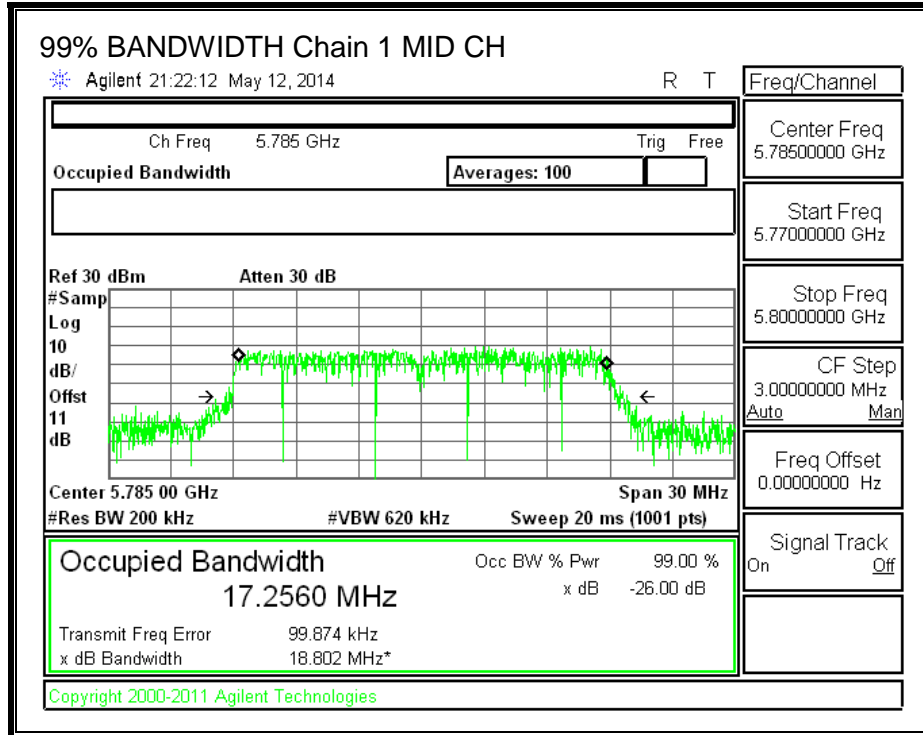 99% BANDWIDTH Chain 1 MID CH
Agilent 21:22:12 May 12, 2014 R T
Freq/Channel
Ch Freq 5.785 GHz Trig Free
Occupied Bandwidth Averages: 100
Center Freq
5.78500000 GHz
Start Freq
5.77000000 GHz
Stop Freq
5.80000000 GHz
CF Step
3.00000000 MHz
Auto Man
Freq Offset
0.00000000 Hz
Signal Track
On Off
Ref 30 dBm Atten 30 dB
#Samp
Log
10
dB/
Offst
11
dB
Center 5.785 00 GHz Span 30 MHz
#Res BW 200 kHz #VBW 620 kHz Sweep 20 ms (1001 pts)
Occupied Bandwidth Occ BW % Pwr 99.00 %
17.2560 MHz x dB -26.00 dB
Transmit Freq Error 99.874 kHz
x dB Bandwidth 18.802 MHz*
Copyright 2000-2011 Agilent Technologies